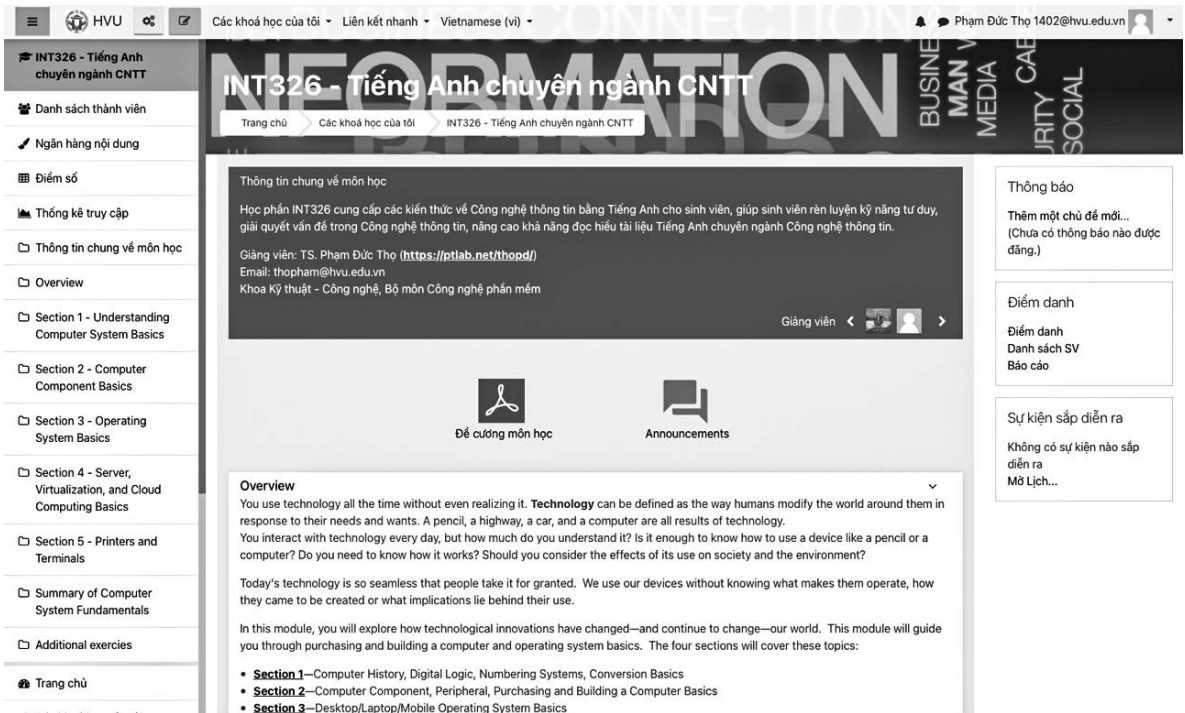 HVU
Các khoá học của tôi
Liên kết nhanh
Vietnamese (vi)
Phạm Đức Thọ 1402@hvu.edu.vn
INT326 - Tiếng Anh
chuyên ngành CNTT
Danh sách thành viên
Ngân hàng nội dung
Điểm số
Thống kê truy cập
Thông tin chung về môn học
Overview
Section 1 - Understanding
Computer System Basics
Section 2 - Computer
Component Basics
Section 3 - Operating
System Basics
Section 4 - Server,
Virtualization, and Cloud
Computing Basics
Section 5 - Printers and
Terminals
Summary of Computer
System Fundamentals
Additional exercies
Trang chủ
INFORMATION
BUSINESS
MAN
MEDIA
SOCIAL
INT326 - Tiếng Anh chuyên ngành CNTT
Trang chủ
Các khoá học của tôi
INT326 - Tiếng Anh chuyên ngành CNTT
Thông tin chung về môn học
Học phần INT326 cung cấp các kiến thức về Công nghệ thông tin bằng Tiếng Anh cho sinh viên, giúp sinh viên rèn luyện kỹ năng tư duy,
giải quyết vấn đề trong Công nghệ thông tin, nâng cao khả năng đọc hiểu tài liệu Tiếng Anh chuyên ngành Công nghệ thông tin.
Giảng viên: TS. Phạm Đức Thọ (https://ptlab.net/thopd/)
Email: thopham@hvu.edu.vn
Khoa Kỹ thuật - Công nghệ, Bộ môn Công nghệ phần mềm
Giảng viên
Đề cương môn học
Announcements
Overview
You use technology all the time without even realizing it. Technology can be defined as the way humans modify the world around them in
response to their needs and wants. A pencil, a highway, a car, and a computer are all results of technology.
You interact with technology every day, but how much do you understand it? Is it enough to know how to use a device like a pencil or a
computer? Do you need to know how it works? Should you consider the effects of its use on society and the environment?
Today's technology is so seamless that people take it for granted. We use our devices without knowing what makes them operate, how
they came to be created or what implications lie behind their use.
In this module, you will explore how technological innovations have changed—and continue to change—our world. This module will guide
you through purchasing and building a computer and operating system basics. The four sections will cover these topics:
• Section 1—Computer History, Digital Logic, Numbering Systems, Conversion Basics
• Section 2—Computer Component, Peripheral, Purchasing and Building a Computer Basics
• Section 3—Desktop/Laptop/Mobile Operating System Basics
Thông báo
Thêm một chủ đề mới...
(Chưa có thông báo nào được
đăng.)
Điểm danh
Điểm danh
Danh sách SV
Báo cáo
Sự kiện sắp diễn ra
Không có sự kiện nào sắp
diễn ra
Mở Lịch...